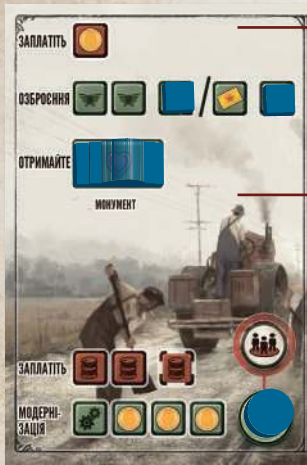 ЗАПЛАТІТЬ
ОЗБРОЄННЯ
/
ОТРИМАЙТЕ
МОНУМЕНТ
ЗАПЛАТІТЬ
МОДЕРНІ-
ЗАЦІЯ